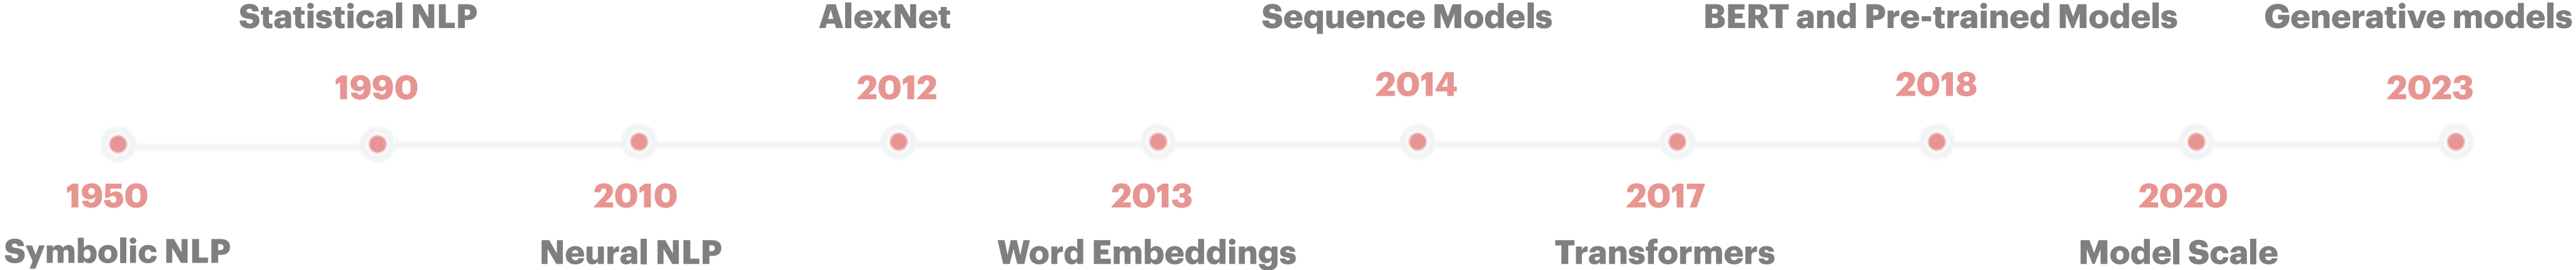 Statistical NLP
AlexNet
Sequence Models
BERT and Pre-trained Models
Generative models
1990
2012
2014
2018
2023
1950
2010
2013
2017
2020
Symbolic NLP
Neural NLP
Word Embeddings
Transformers
Model Scale